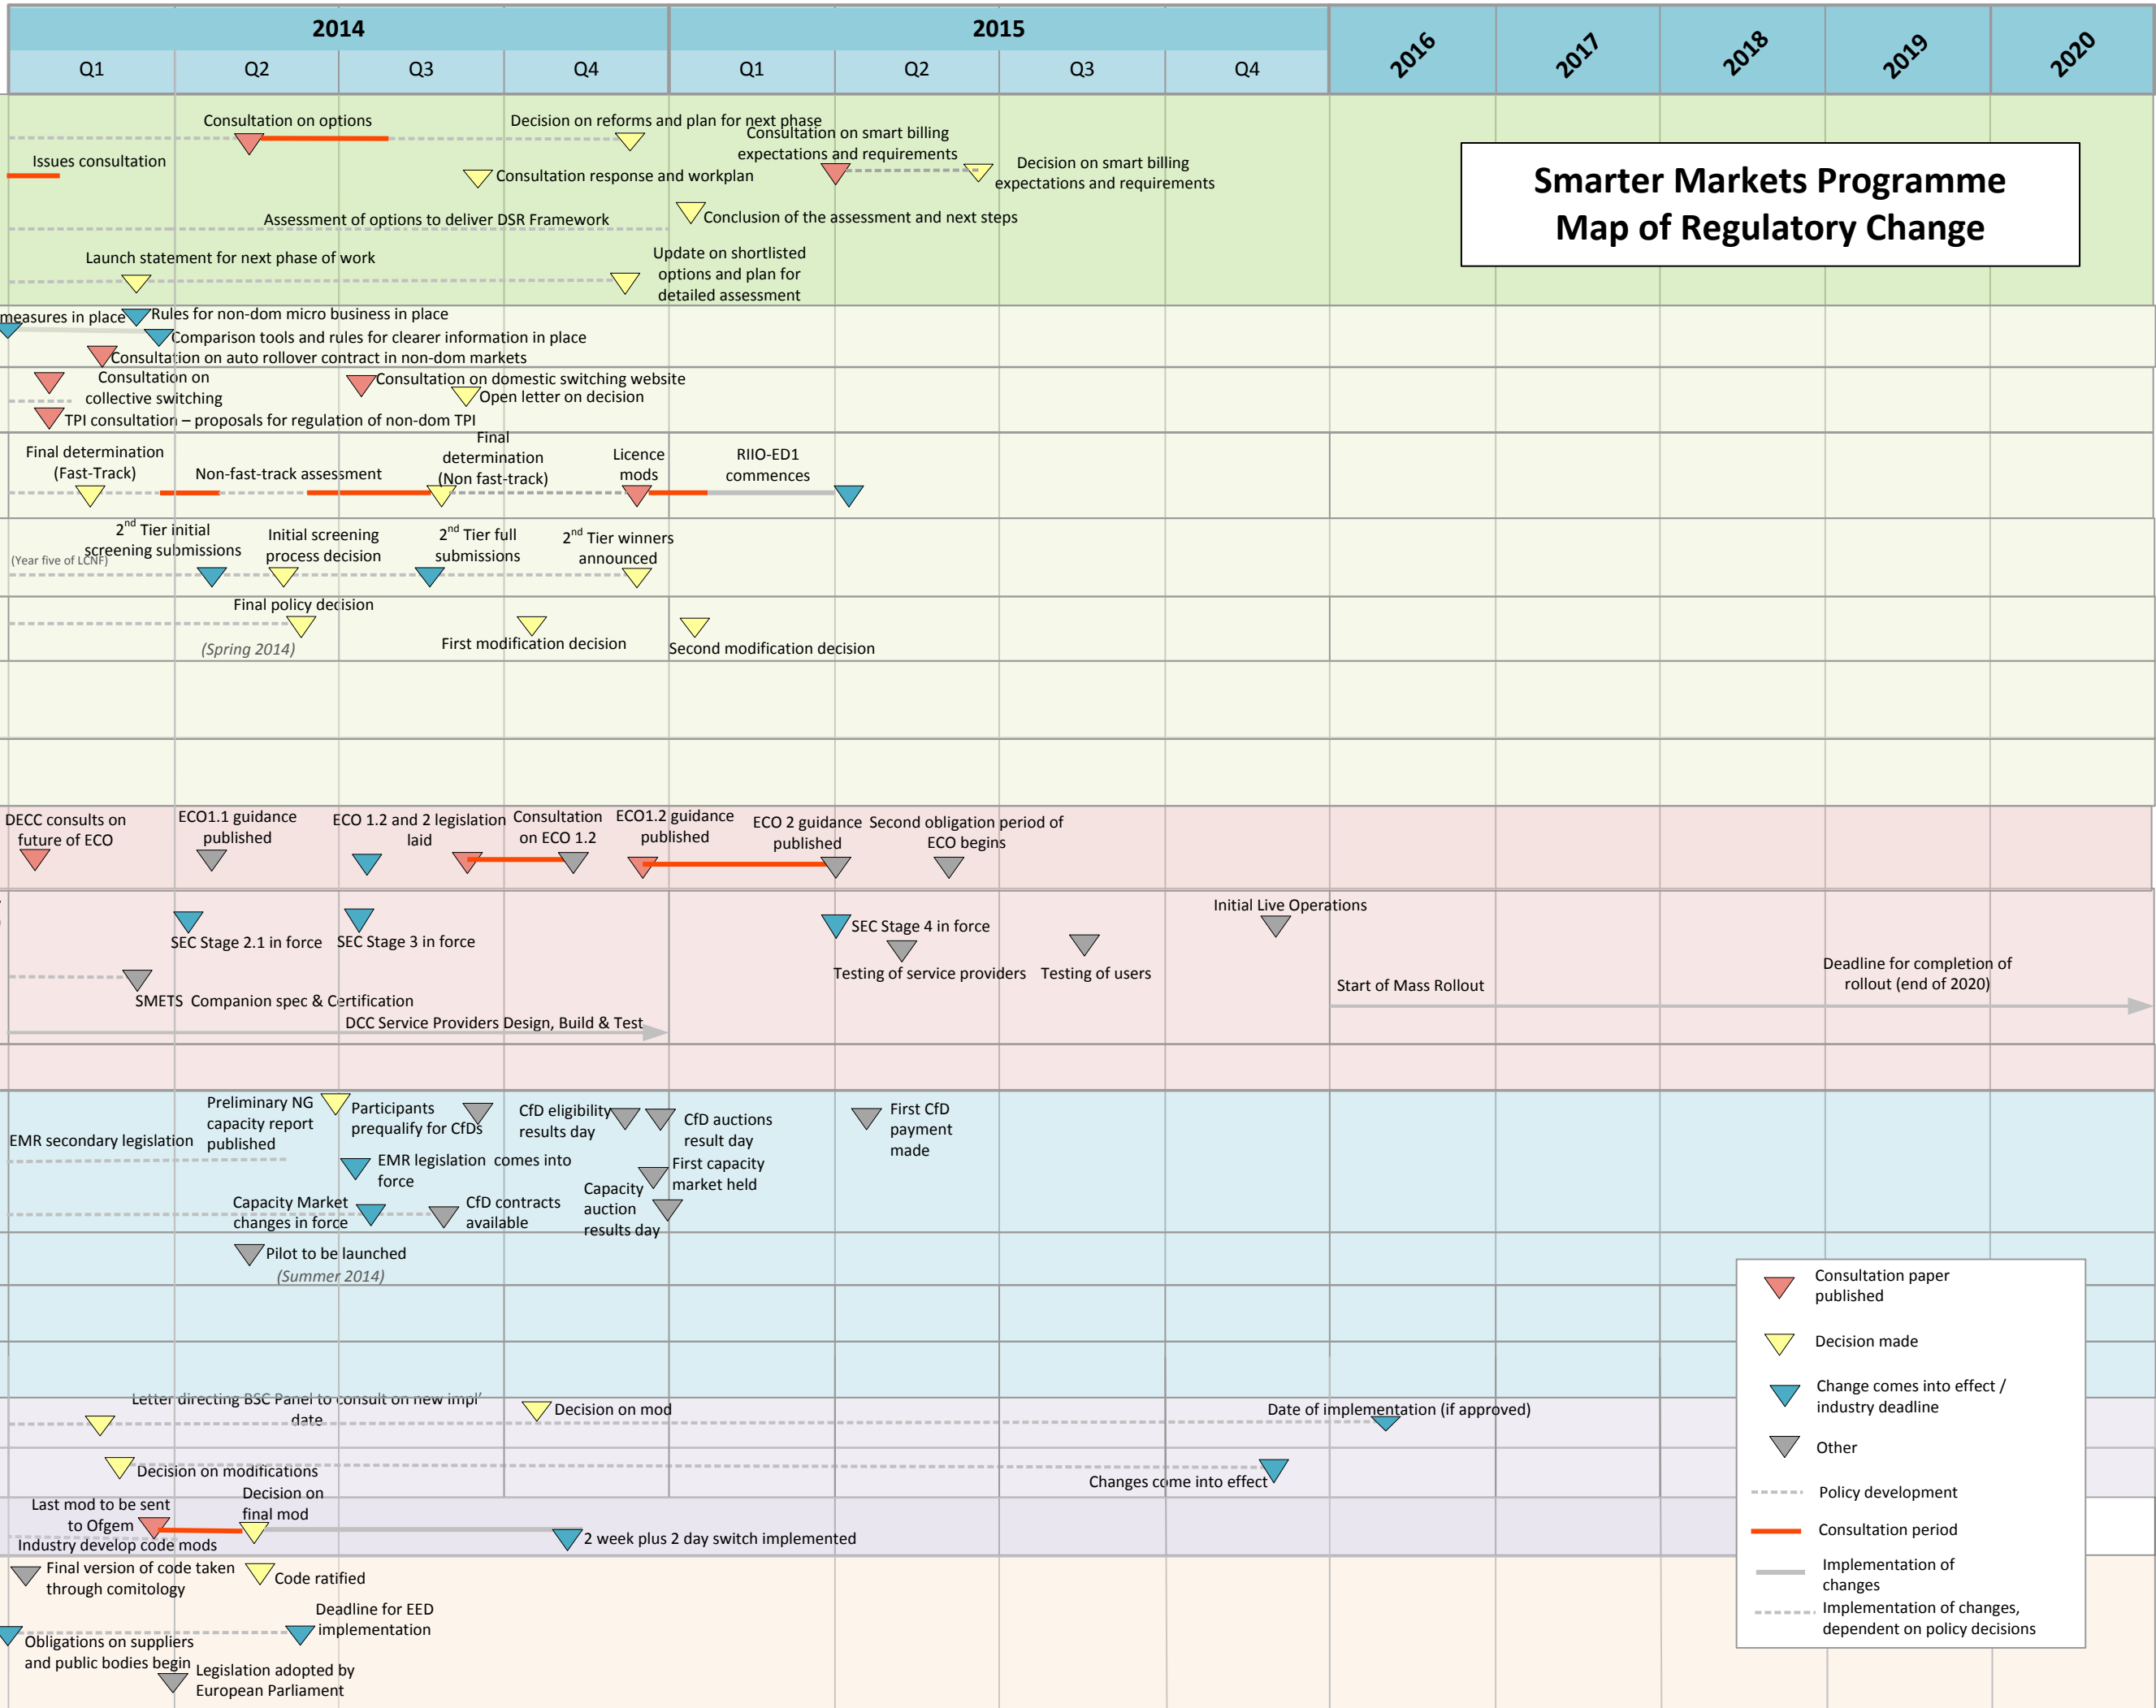 2014
2015
2016
2017
2018
2019
2020
Q1
Q2
Q3
Q4
Q1
Q2
Q3
Q4
Smarter Markets Programme
Map of Regulatory Change
Consultation on options
Decision on reforms and plan for next phase
Consultation on smart billing
expectations and requirements
Issues consultation
Consultation response and workplan
Decision on smart billing
expectations and requirements
Assessment of options to deliver DSR Framework
Conclusion of the assessment and next steps
Launch statement for next phase of work
Update on shortlisted
options and plan for
detailed assessment
measures in place
Rules for non-dom micro business in place
Comparison tools and rules for clearer information in place
Consultation on auto rollover contract in non-dom markets
Consultation on
collective switching
Consultation on domestic switching website
Open letter on decision
TPI consultation – proposals for regulation of non-dom TPI
Final determination
(Fast-Track)
Non-fast-track assessment
Final
determination
(Non fast-track)
Licence
mods
RIIO-ED1
commences
2nd Tier initial
screening submissions
Initial screening
process decision
2nd Tier full
submissions
2nd Tier winners
announced
(Year five of LCNF)
Final policy decision
(Spring 2014)
First modification decision
Second modification decision
DECC consults on
future of ECO
ECO1.1 guidance
published
ECO 1.2 and 2 legislation
laid
Consultation
on ECO 1.2
ECO1.2 guidance
published
ECO 2 guidance
published
Second obligation period of
ECO begins
SEC Stage 2.1 in force
SEC Stage 3 in force
SEC Stage 4 in force
Initial Live Operations
Testing of service providers
Testing of users
SMETS Companion spec & Certification
Start of Mass Rollout
Deadline for completion of
rollout (end of 2020)
DCC Service Providers Design, Build & Test
Preliminary NG
capacity report
published
Participants
prequalify for CfDs
CfD eligibility
results day
CfD auctions
result day
First CfD
payment
made
EMR secondary legislation
EMR legislation comes into
force
First capacity
market held
Capacity Market
changes in force
CfD contracts
available
Capacity
auction
results day
Pilot to be launched
(Summer 2014)
Letter directing BSC Panel to consult on new impl'
date
Decision on mod
Date of implementation (if approved)
Decision on modifications
Changes come into effect
Last mod to be sent
to Ofgem
Decision on
final mod
Industry develop code mods
2 week plus 2 day switch implemented
Final version of code taken
through comitology
Code ratified
Deadline for EED
implementation
Obligations on suppliers
and public bodies begin
Legislation adopted by
European Parliament
Consultation paper
published
Decision made
Change comes into effect /
industry deadline
Other
Policy development
Consultation period
Implementation of
changes
Implementation of changes,
dependent on policy decisions